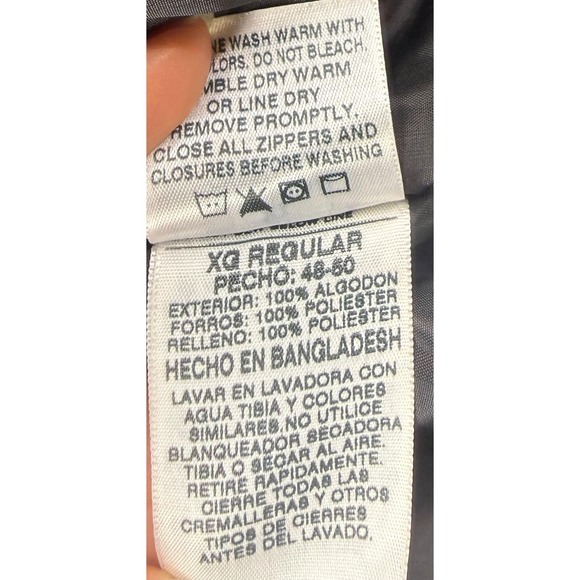 NE WASH WARM WITH
LORS. DO NOT BLEACH.
MBLE DRY WARM
OR LINE DRY
REMOVE PROMPTLY.
CLOSE ALL ZIPPERS AND
CLOSURES BEFORE WASHING
XG REGULAR
PECHO: 48-50
EXTERIOR: 100% ALGODON
FORROS: 100% POLIESTER
RELLENO: 100% POLIESTER
HECHO EN BANGLADESH
LAVAR EN LAVADORA CON
AGUA TIBIA Y COLORES
SIMILARES.NO UTILICE
BLANQUEADOR SECADORA
TIBIA O SECAR AL AIRE.
RETIRE RAPIDAMENTE.
CIERRE TODAS LAS
CREMALLERAS Y OTROS
TIPOS DE CIERRES
ANTES DEL LAVADO.